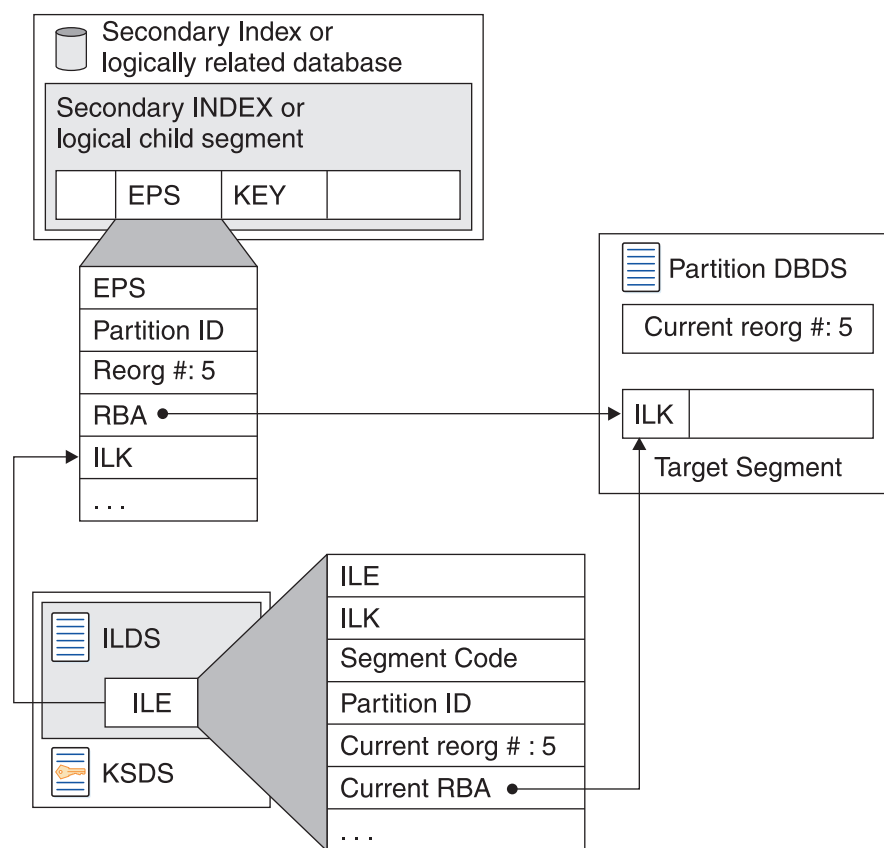 Secondary Index or
logically related database
Secondary INDEX or
logical child segment
EPS KEY
EPS
Partition ID
Reorg #: 5
RBA
ILK
. . .
Partition DBDS
Current reorg #: 5
ILK
Target Segment
ILDS
ILE
KSDS
ILE
ILK
Segment Code
Partition ID
Current reorg # : 5
Current RBA
. . .